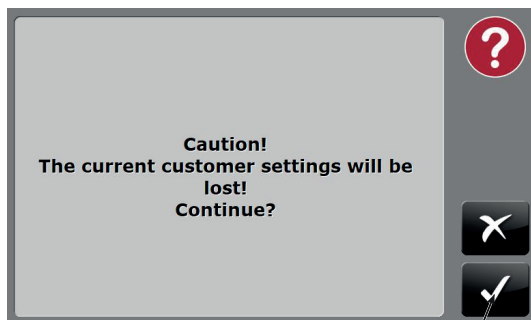 Caution!
The current customer settings will be
lost!
Continue?
?